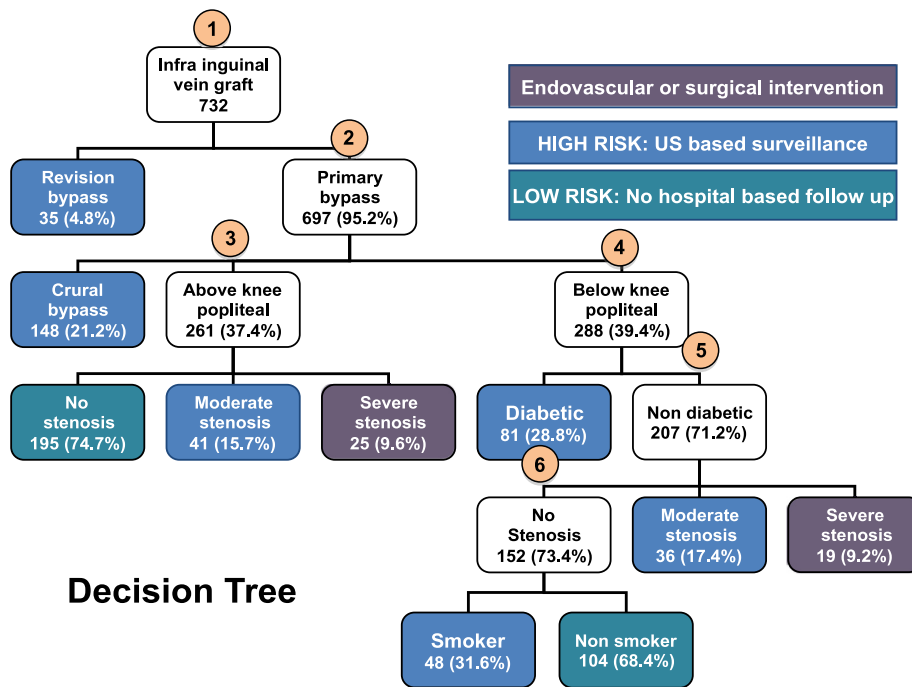 1
Infra inguinal
vein graft
732
Endovascular or surgical intervention
HIGH RISK: US based surveillance
LOW RISK: No hospital based follow up
2
Revision
bypass
35 (4.8%)
Primary
bypass
697 (95.2%)
3
4
Crural
bypass
148 (21.2%)
Above knee
popliteal
261 (37.4%)
Below knee
popliteal
288 (39.4%)
5
No
stenosis
195 (74.7%)
Moderate
stenosis
41 (15.7%)
Severe
stenosis
25 (9.6%)
Diabetic
81 (28.8%)
Non diabetic
207 (71.2%)
6
No
Stenosis
152 (73.4%)
Moderate
stenosis
36 (17.4%)
Severe
stenosis
19 (9.2%)
Decision Tree
Smoker
48 (31.6%)
Non smoker
104 (68.4%)